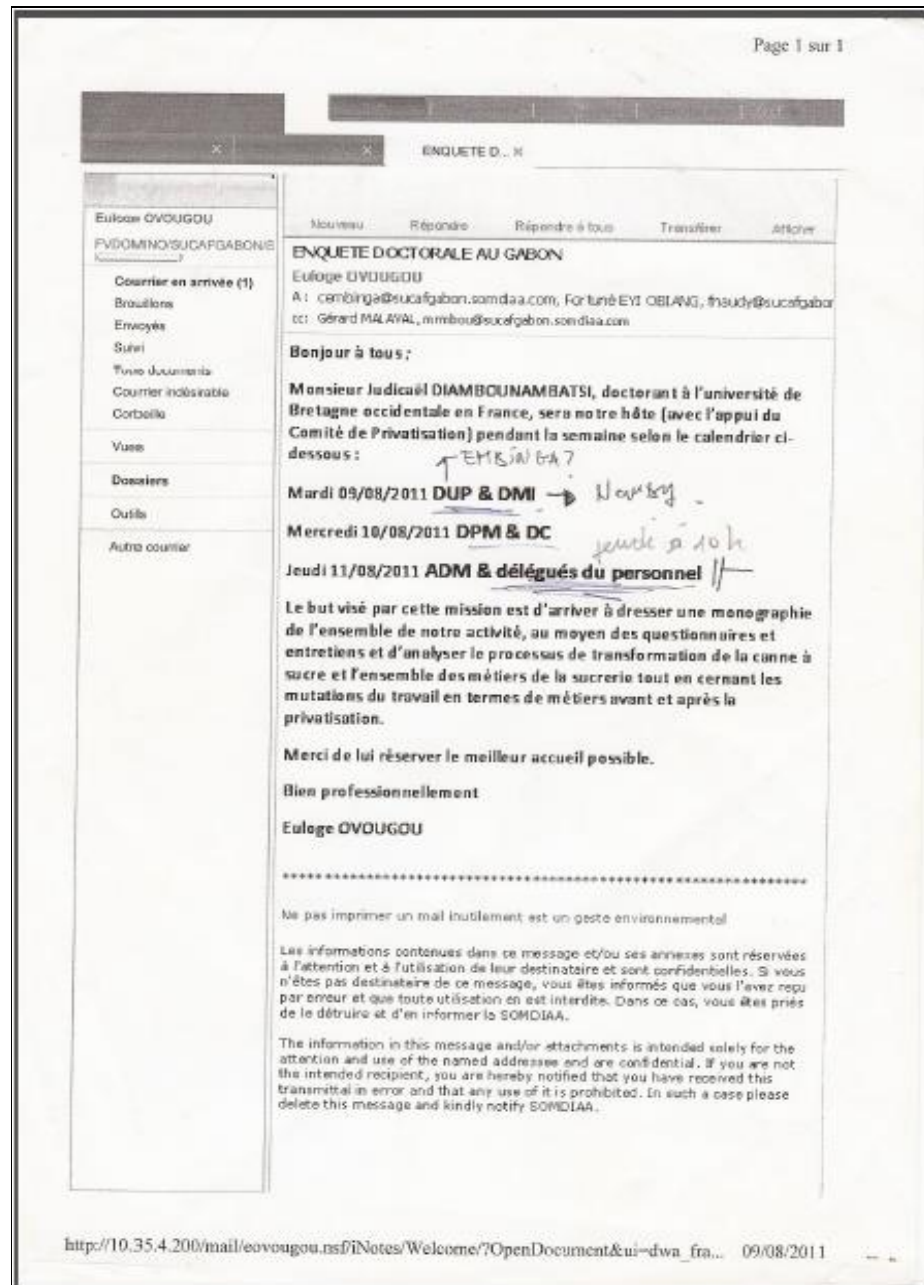 Page 1 sur 1
ENQUETE D... ×
Euloge OVOUGOU
Nouveau Répondre Répondre à tous Transférer Afficher
Courrier en arrivée (1)
Brouillons
Envoyés
Suivi
Tous documents
Courrier indésirable
Corbeille
Vues
Dossiers
Outils
Autre courrier
ENQUETE DOCTORALE AU GABON
Euloge OVOUGOU
A : cembinga@sucafgabon.somdiaa.com, Fortuné EYI OBIANG, fhaudy@sucafgabon
cc : Gérard MALAVAL, mmbou@sucafgabon.somdiaa.com
Bonjour à tous ;
Monsieur Judicaël DIAMBOUNAMBATSI, doctorant à l'université de
Bretagne occidentale en France, sera notre hôte (avec l'appui du
Comité de Privatisation) pendant la semaine selon le calendrier ci-
dessous :
EMBINGA?
Mardi 09/08/2011 DUP & DMI
Mercredi 10/08/2011 DPM & DC
jeudi à 10h
Jeudi 11/08/2011 ADM & délégués du personnel
Le but visé par cette mission est d'arriver à dresser une monographie
de l'ensemble de notre activité, au moyen des questionnaires et
entretiens et d'analyser le processus de transformation de la canne à
sucre et l'ensemble des métiers de la sucrerie tout en cernant les
mutations du travail en termes de métiers avant et après la
privatisation.
Merci de lui réserver le meilleur accueil possible.
Bien professionnellement
Euloge OVOUGOU
Ne pas imprimer un mail inutilement est un geste environnemental
Les informations contenues dans ce message et/ou ses annexes sont réservées
à l'attention et à l'utilisation de leur destinataire et sont confidentielles. Si vous
n'êtes pas destinataire de ce message, vous êtes informés que vous l'avez reçu
par erreur et que toute utilisation en est interdite. Dans ce cas, vous êtes priés
de le détruire et d'en informer la SOMDIAA.
The information in this message and/or attachments is intended solely for the
attention and use of the named addresses and are confidential. If you are not
the intended recipient, you are hereby notified that you have received this
transmittal in error and that any use of it is prohibited. In such a case please
delete this message and kindly notify SOMDIAA.
http://10.35.4.200/mail/eovougou.nsf/iNotes/Welcome/?OpenDocument&ui=dwa_fra... 09/08/2011